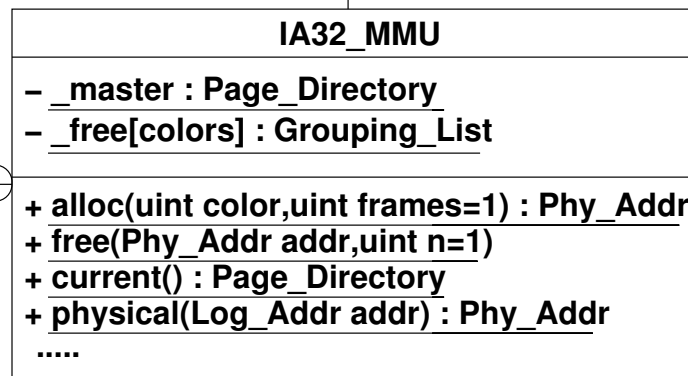 IA32_MMU
– _master : Page_Directory
– _free[colors] : Grouping_List
+ alloc(uint color,uint frames=1) : Phy_Addr
+ free(Phy_Addr addr,uint n=1)
+ current() : Page_Directory
+ physical(Log_Addr addr) : Phy_Addr
.....